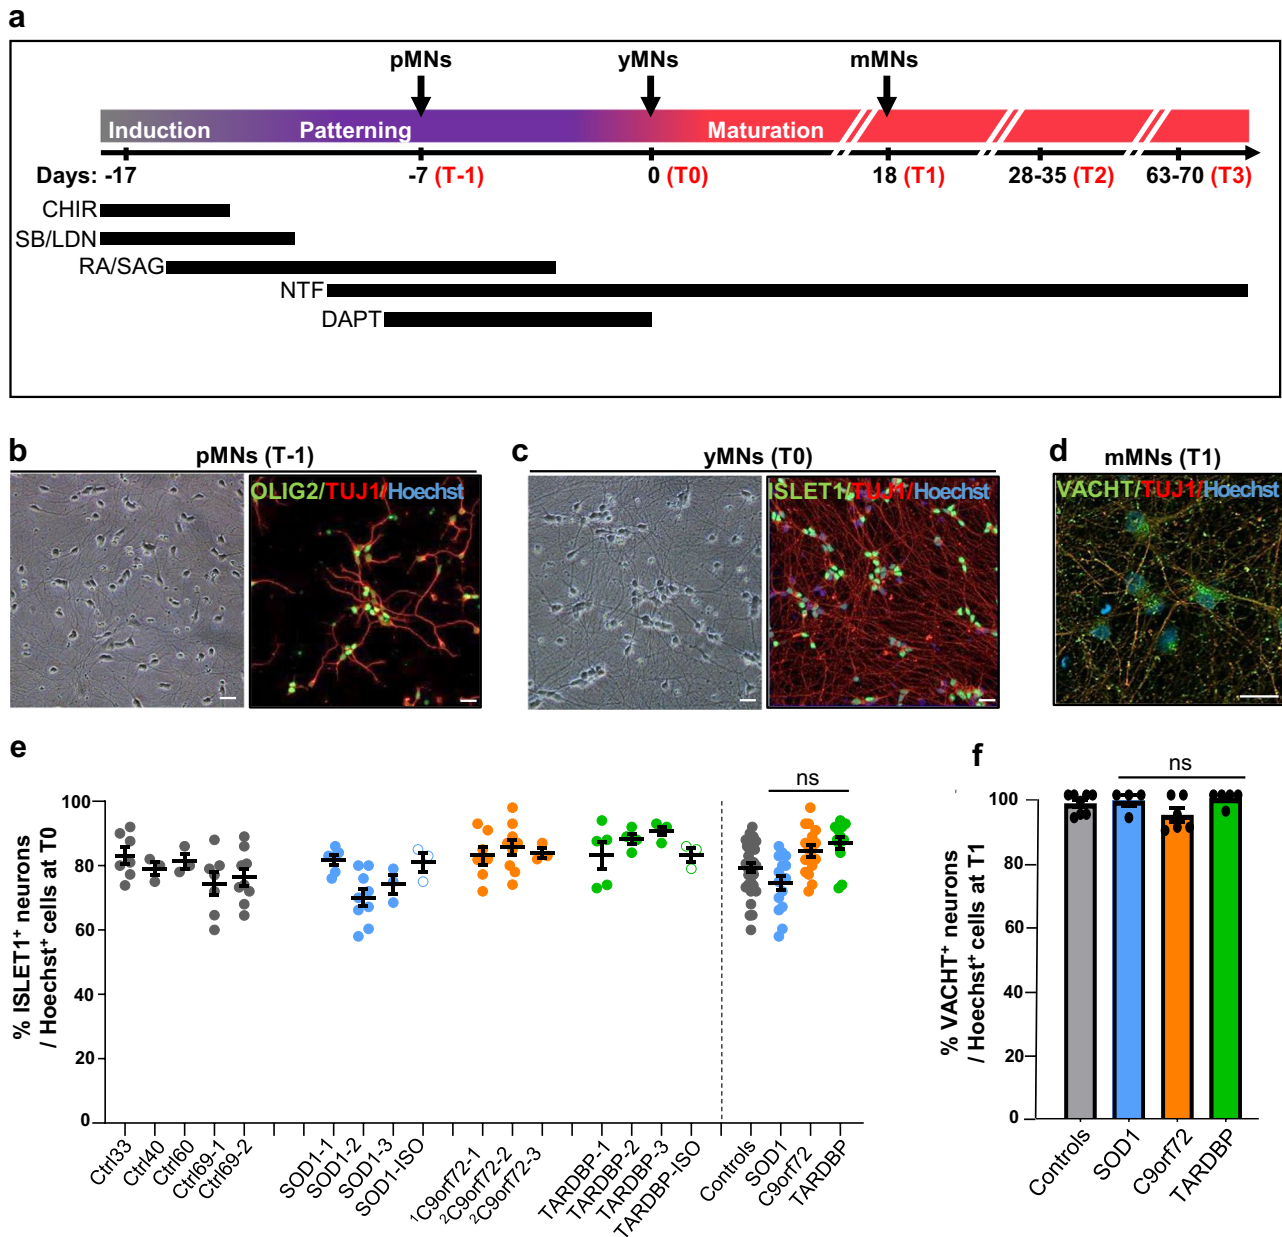 a
pMNs yMNs mMNs
Induction Patterning Maturation
Days: -17 -7 (T-1) 0 (T0) 18 (T1) 28-35 (T2) 63-70 (T3)
CHIR
SB/LDN
RA/SAG
NTF
DAPT
b pMNs (T-1)
OLIG2/TUJ1/Hoechst
c yMNs (T0)
ISLET1/TUJ1/Hoechst
d mMNs (T1)
VACHT/TUJ1/Hoechst
e
% ISLET1⁺ neurons
/ Hoechst⁺ cells at T0
100
80
60
40
20
0
ns
Ctrl33
Ctrl40
Ctrl60
Ctrl69-1
Ctrl69-2
SOD1-1
SOD1-2
SOD1-3
SOD1-ISO
¹C9orf72-1
²C9orf72-2
²C9orf72-3
TARDBP-1
TARDBP-2
TARDBP-3
TARDBP-ISO
Controls
SOD1
C9orf72
TARDBP
f
% VACHT⁺ neurons
/ Hoechst⁺ cells at T1
ns
100
80
60
40
20
0
Controls
SOD1
C9orf72
TARDBP